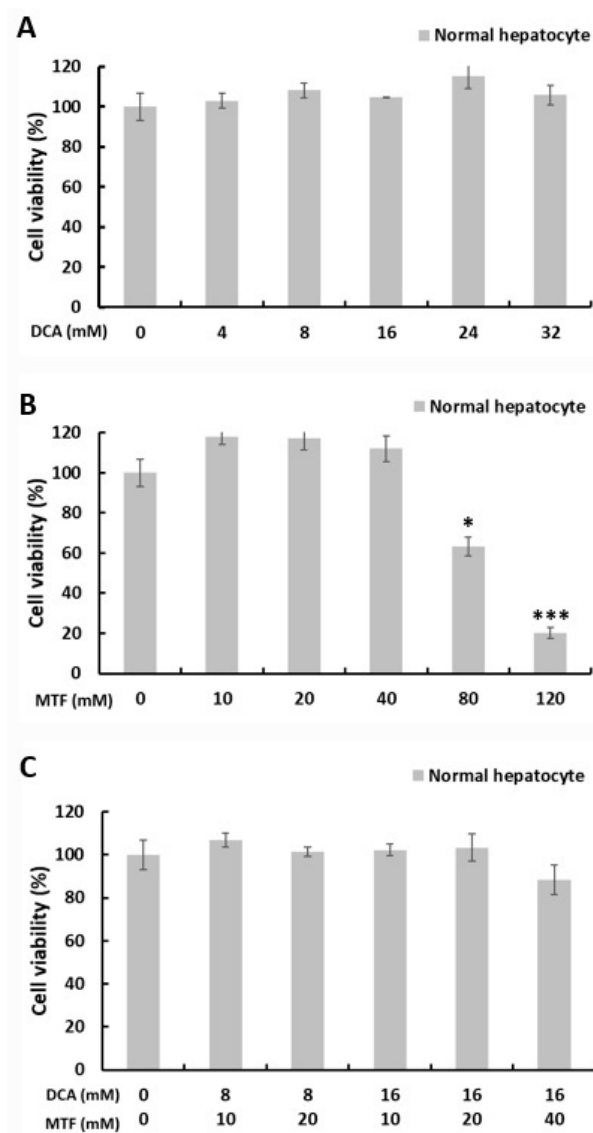 A
Normal hepatocyte
Cell viability (%)
120
100
80
60
40
20
0
DCA (mM) 0 4 8 16 24 32
B
Normal hepatocyte
Cell viability (%)
120
100
80
60
40
20
0
*
***
MTF (mM) 0 10 20 40 80 120
C
Normal hepatocyte
Cell viability (%)
120
100
80
60
40
20
0
DCA (mM) 0 8 8 16 16 16
MTF (mM) 0 10 20 10 20 40